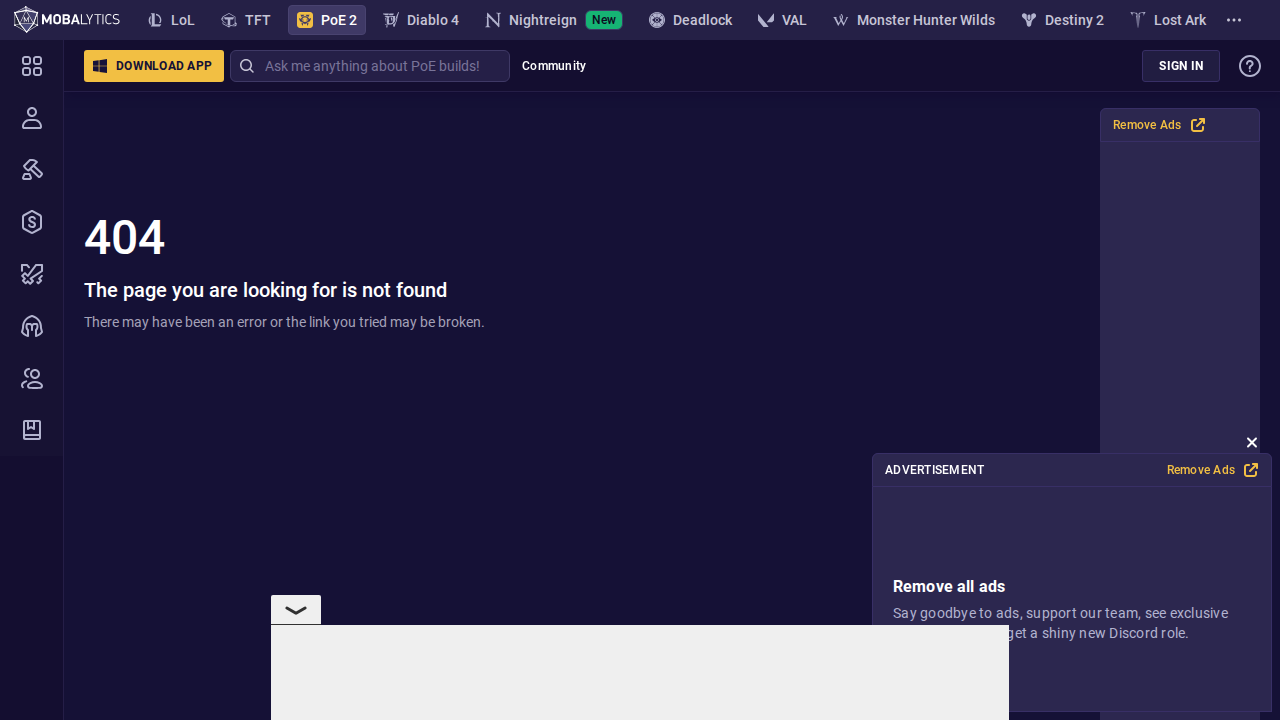 MOBALYTICS
LoL
TFT
PoE 2
Diablo 4
Nightreign
New
Deadlock
VAL
Monster Hunter Wilds
Destiny 2
Lost Ark
DOWNLOAD APP
Ask me anything about PoE builds!
Community
SIGN IN
Remove Ads
404
The page you are looking for is not found
There may have been an error or the link you tried may be broken.
ADVERTISEMENT
Remove Ads
Remove all ads
Say goodbye to ads, support our team, see exclusive
get a shiny new Discord role.